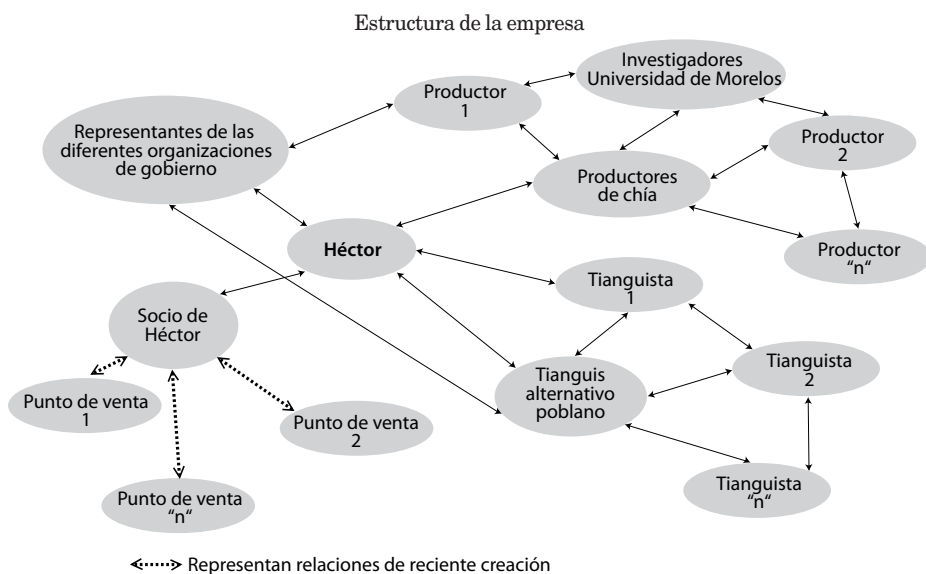 Estructura de la empresa
Investigadores
Universidad de Morelos
Productor
1
Representantes de las
diferentes organizaciones
de gobierno
Productor
2
Productores
de chía
Héctor
Productor
“n“
Tianguista
1
Socio de
Héctor
Tianguis
alternativo
poblano
Tianguista
2
Punto de venta
1
Punto de venta
2
Tianguista
“n“
Punto de venta
“n“
Representan relaciones de reciente creación